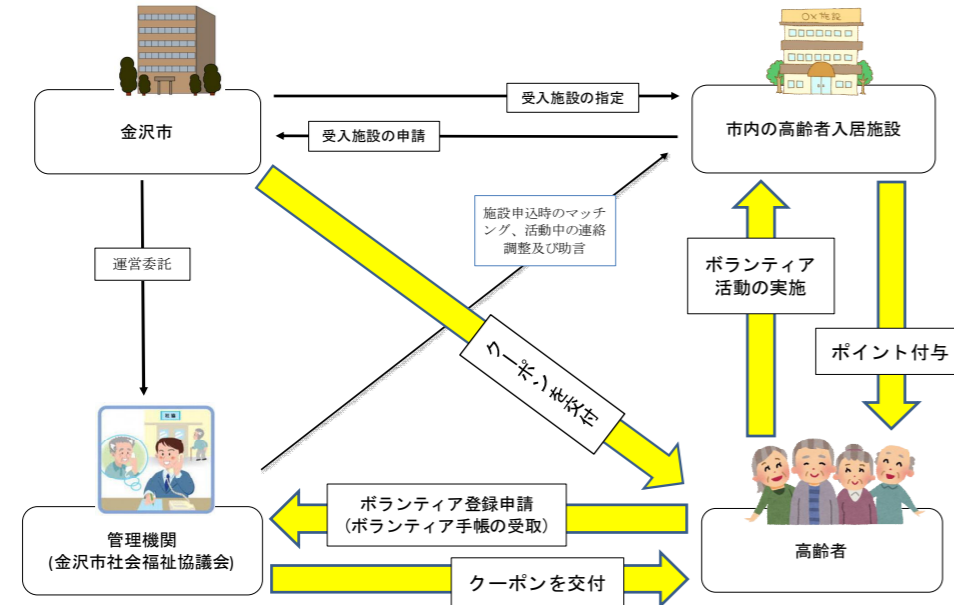 ○×施設
受入施設の指定
金沢市
受入施設の申請
市内の高齢者入居施設
施設申込時のマッチ
ング、活動中の連絡
調整及び助言
運営委託
ボランティア
活動の実施
クーポンを交付
ポイント付与
ボランティア登録申請
(ボランティア手帳の受取)
管理機関
(金沢市社会福祉協議会)
高齢者
クーポンを交付